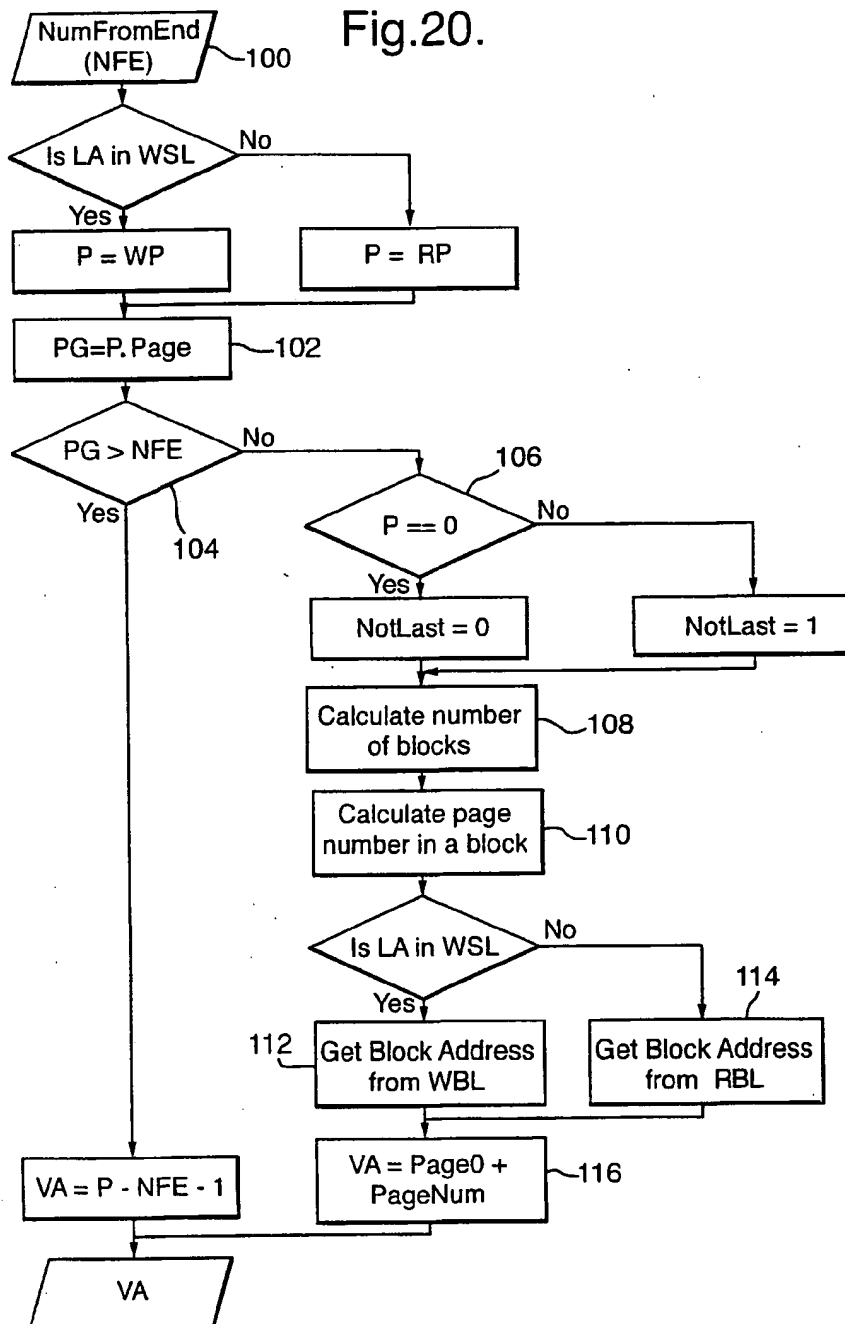 Fig.20.
NumFromEnd
(NFE)
100
Is LA in WSL
No
Yes
P = WP
P = RP
PG=P.Page
102
PG > NFE
No
Yes
104
106
P == 0
No
Yes
NotLast = 0
NotLast = 1
Calculate number
of blocks
108
Calculate page
number in a block
110
Is LA in WSL
No
Yes
112
Get Block Address
from WBL
114
Get Block Address
from RBL
VA = P - NFE - 1
VA = Page0 +
PageNum
116
VA